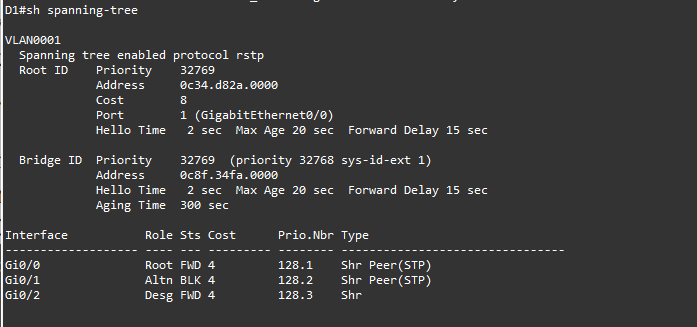 D1#sh spanning-tree
VLAN0001
  Spanning tree enabled protocol rstp
  Root ID    Priority    32769
             Address     0c34.d82a.0000
             Cost        8
             Port        1 (GigabitEthernet0/0)
             Hello Time   2 sec  Max Age 20 sec  Forward Delay 15 sec
  Bridge ID  Priority    32769  (priority 32768 sys-id-ext 1)
             Address     0c8f.34fa.0000
             Hello Time   2 sec  Max Age 20 sec  Forward Delay 15 sec
             Aging Time  300 sec
Interface           Role Sts Cost      Prio.Nbr Type
------------------- ---- --- --------- -------- --------------------------------
Gi0/0               Root FWD 4         128.1    Shr Peer(STP)
Gi0/1               Altn BLK 4         128.2    Shr Peer(STP)
Gi0/2               Desg FWD 4         128.3    Shr